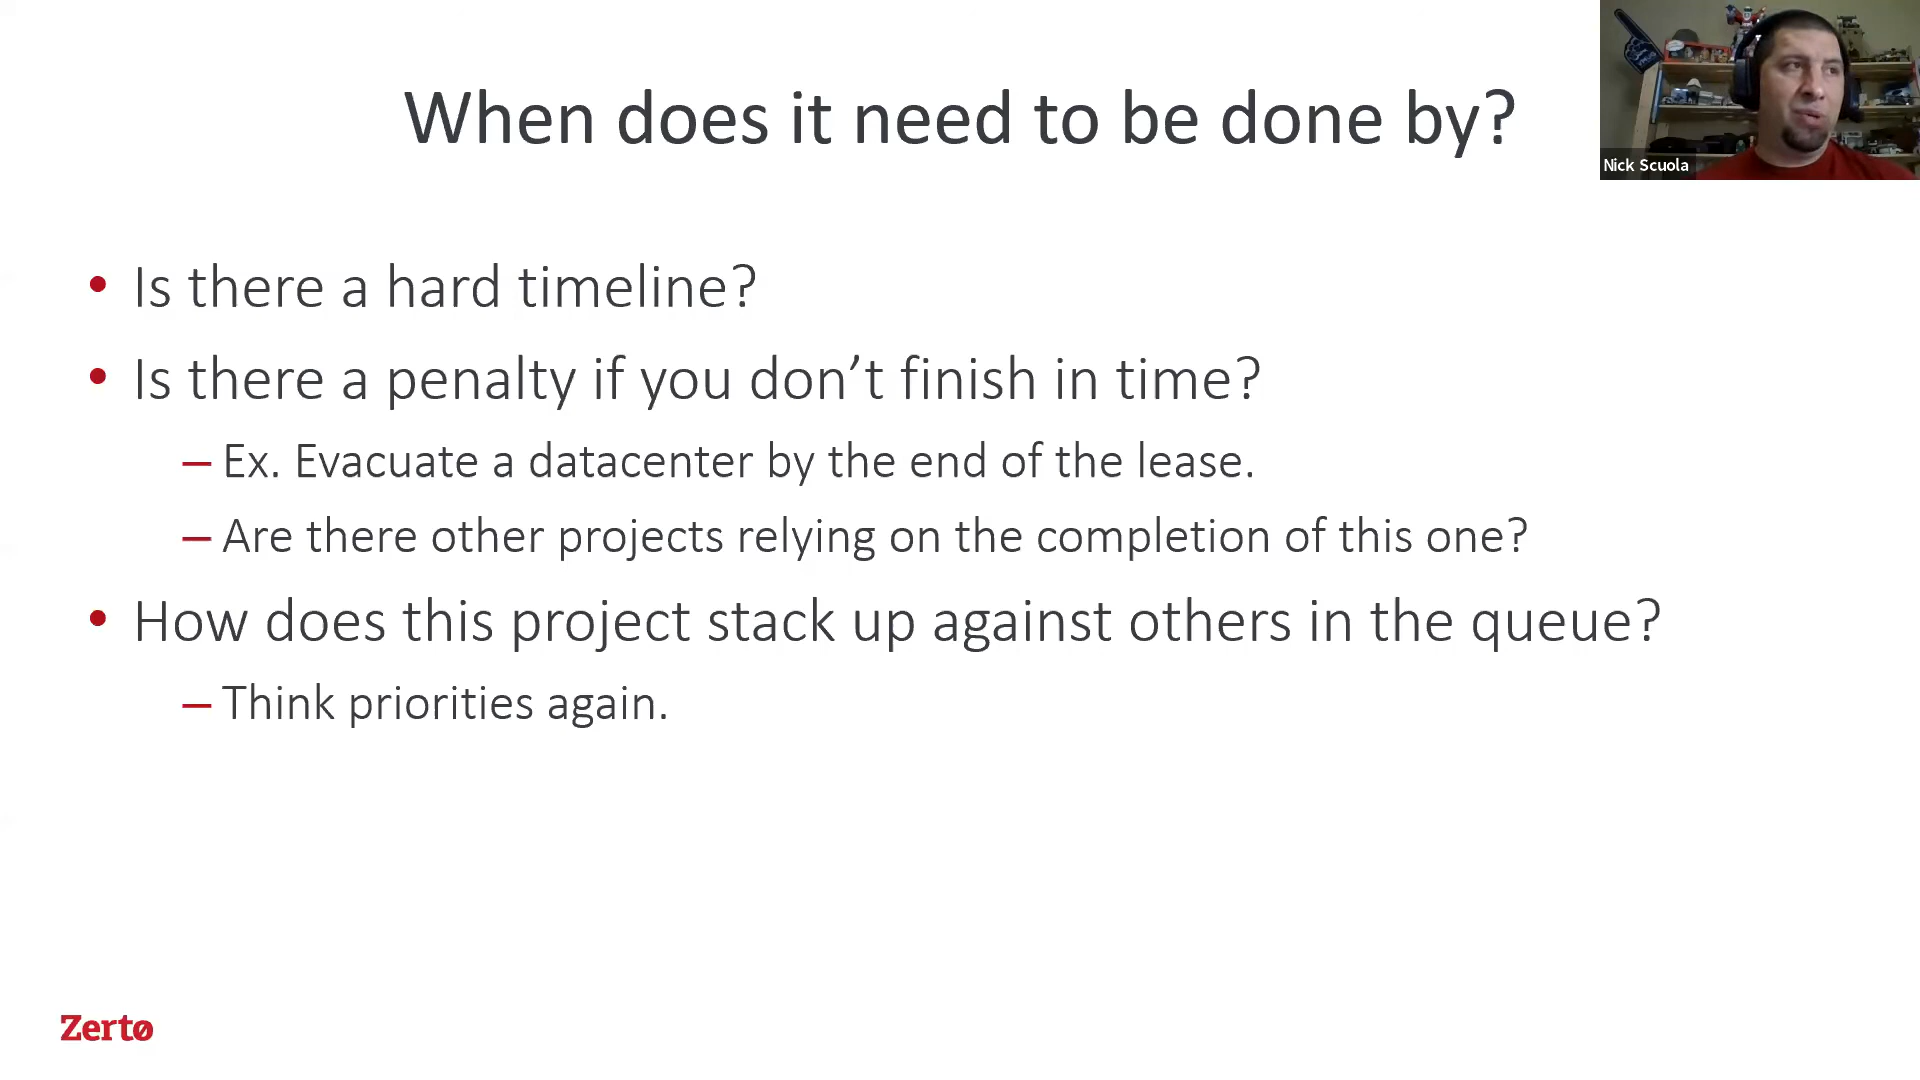 When does it need to be done by?
Nick Scuola
• Is there a hard timeline?
• Is there a penalty if you don’t finish in time?
– Ex. Evacuate a datacenter by the end of the lease.
– Are there other projects relying on the completion of this one?
• How does this project stack up against others in the queue?
– Think priorities again.
Zerto